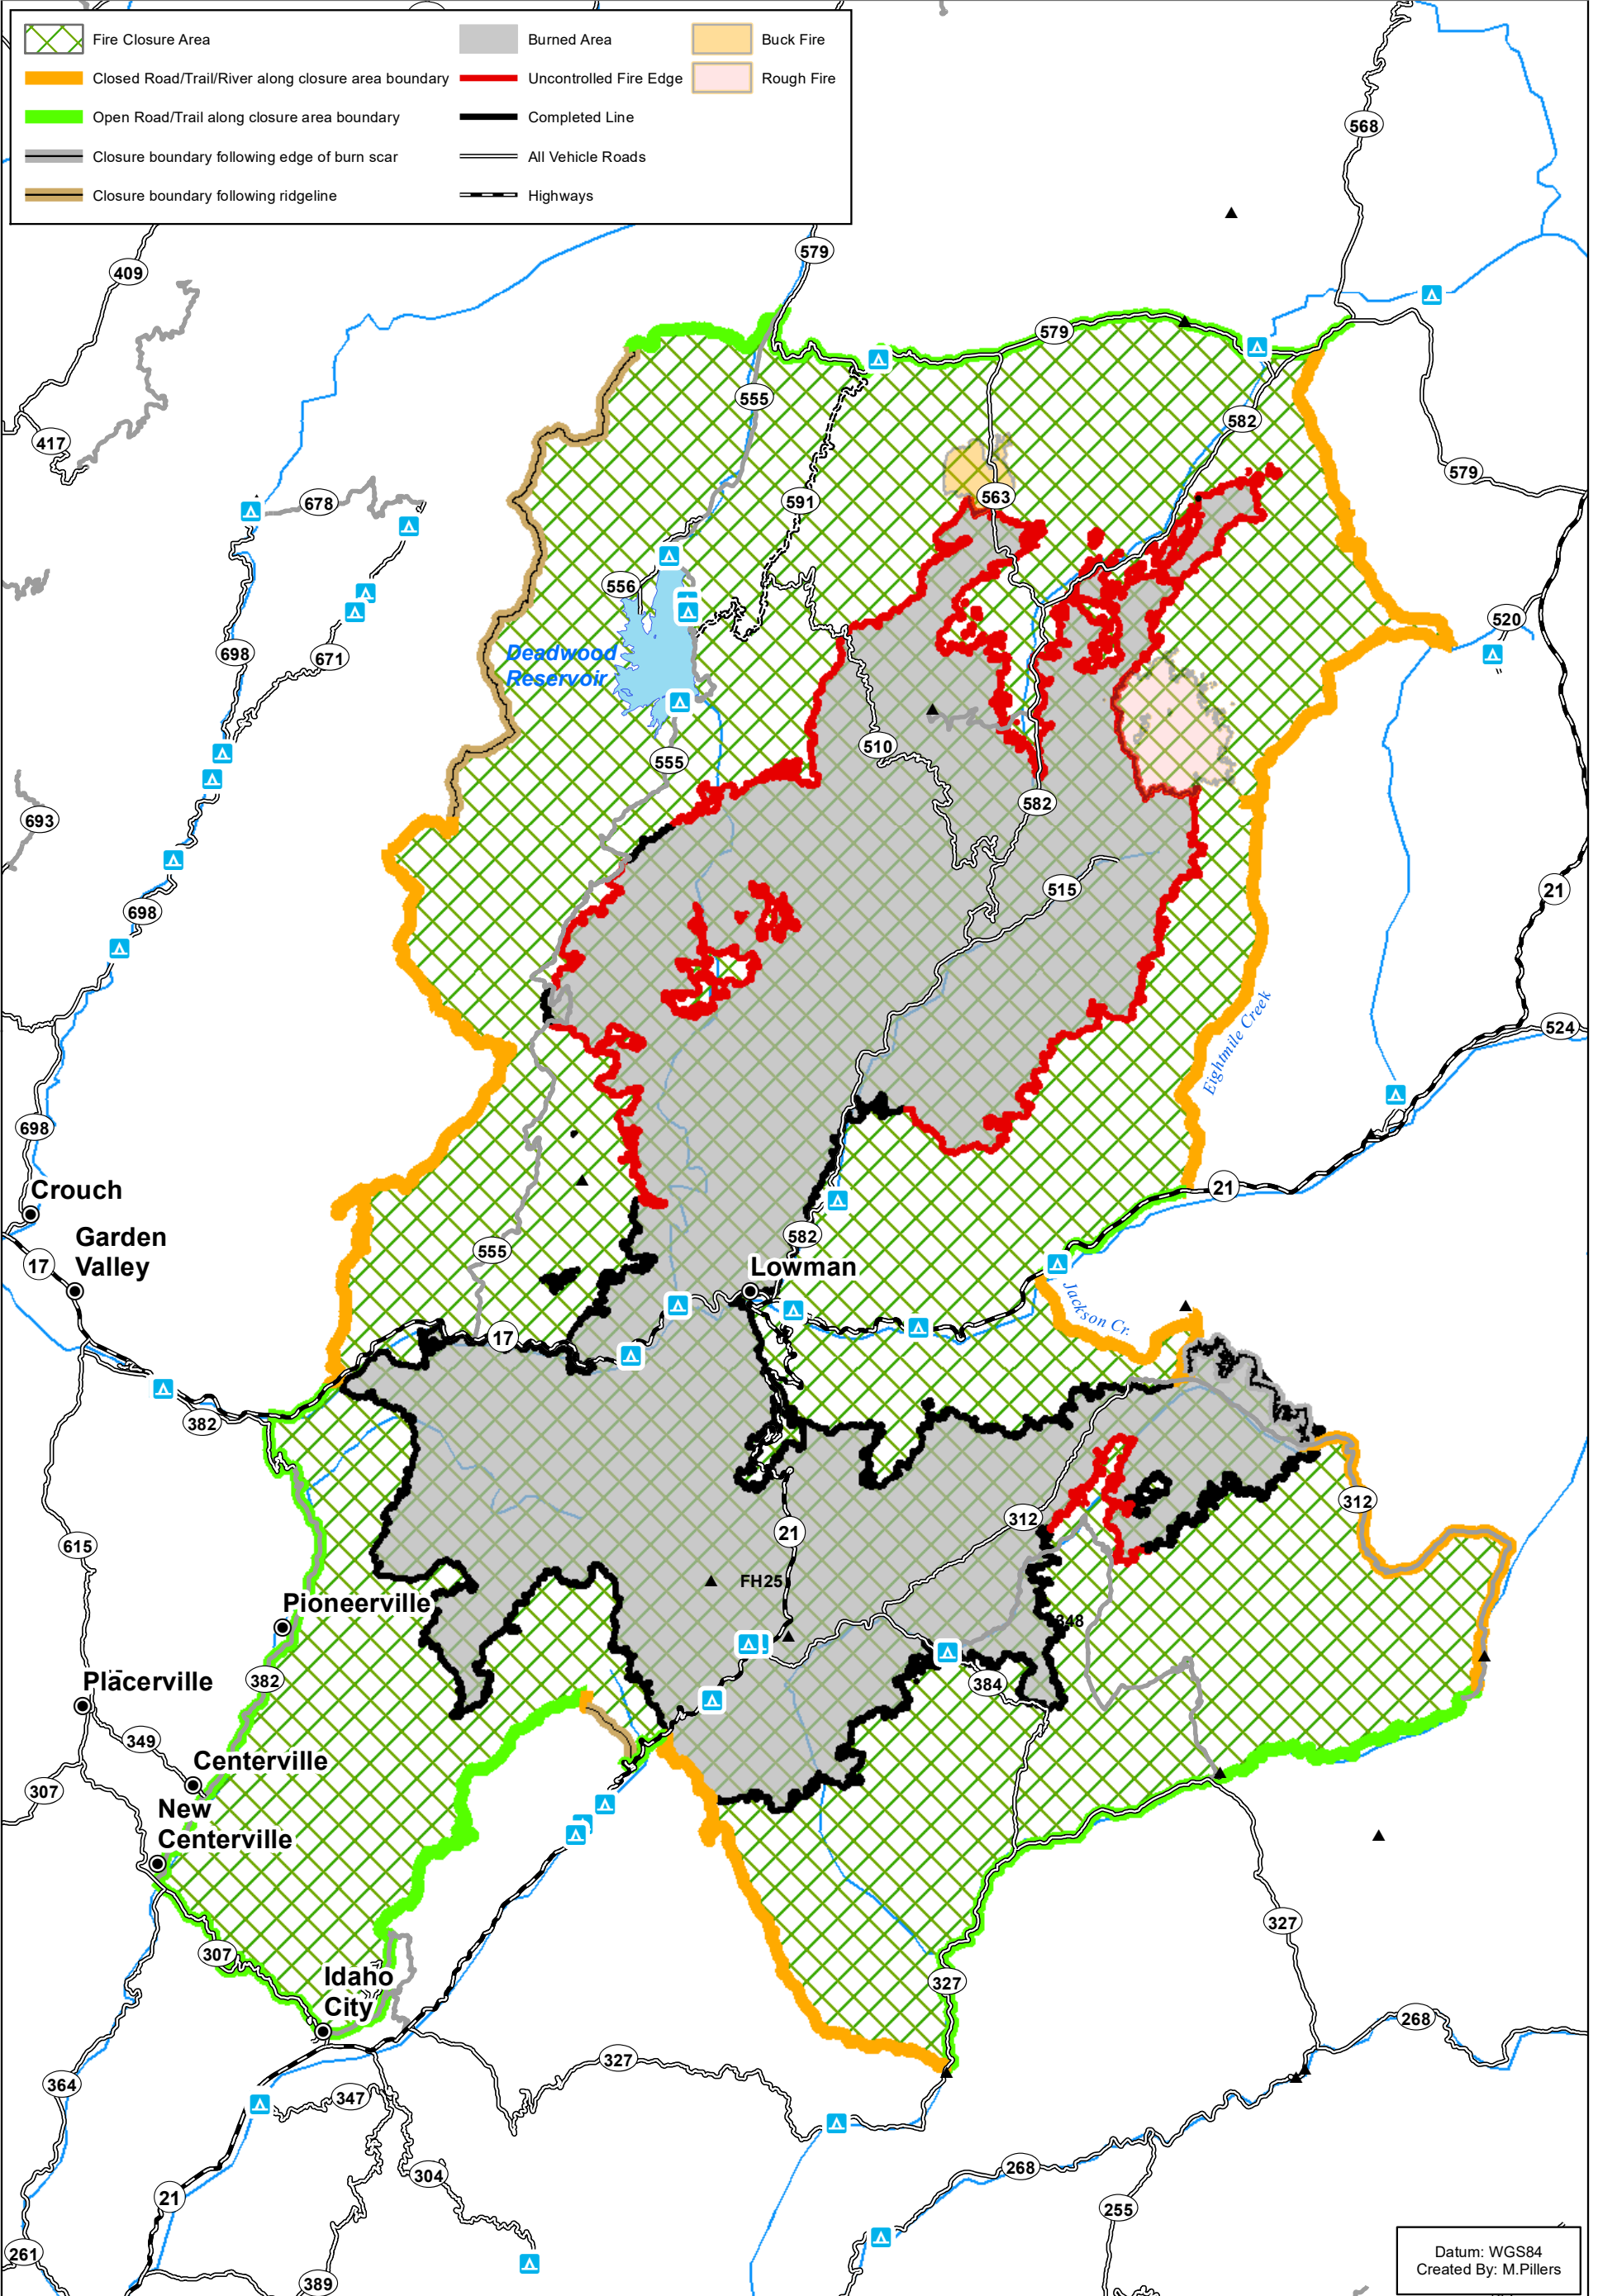 Fire Closure Area
Closed Road/Trail/River along closure area boundary
Open Road/Trail along closure area boundary
Closure boundary following edge of burn scar
Closure boundary following ridgeline
Burned Area
Uncontrolled Fire Edge
Completed Line
All Vehicle Roads
Highways
Buck Fire
Rough Fire
568
579
409
579
417
555
582
579
678
591
563
556
520
698
671
Deadwood
Reservoir
510
555
582
693
515
21
698
524
Eightmile Creek
698
Crouch
21
Garden
Valley
17
582
555
Lowman
Jackson Cr.
17
382
312
312
21
615
FH25
Pioneerville
348
382
Placerville
384
349
Centerville
307
New
Centerville
327
307
Idaho
City
327
268
327
364
347
268
304
21
255
261
389
Datum: WGS84
Created By: M.Pillers